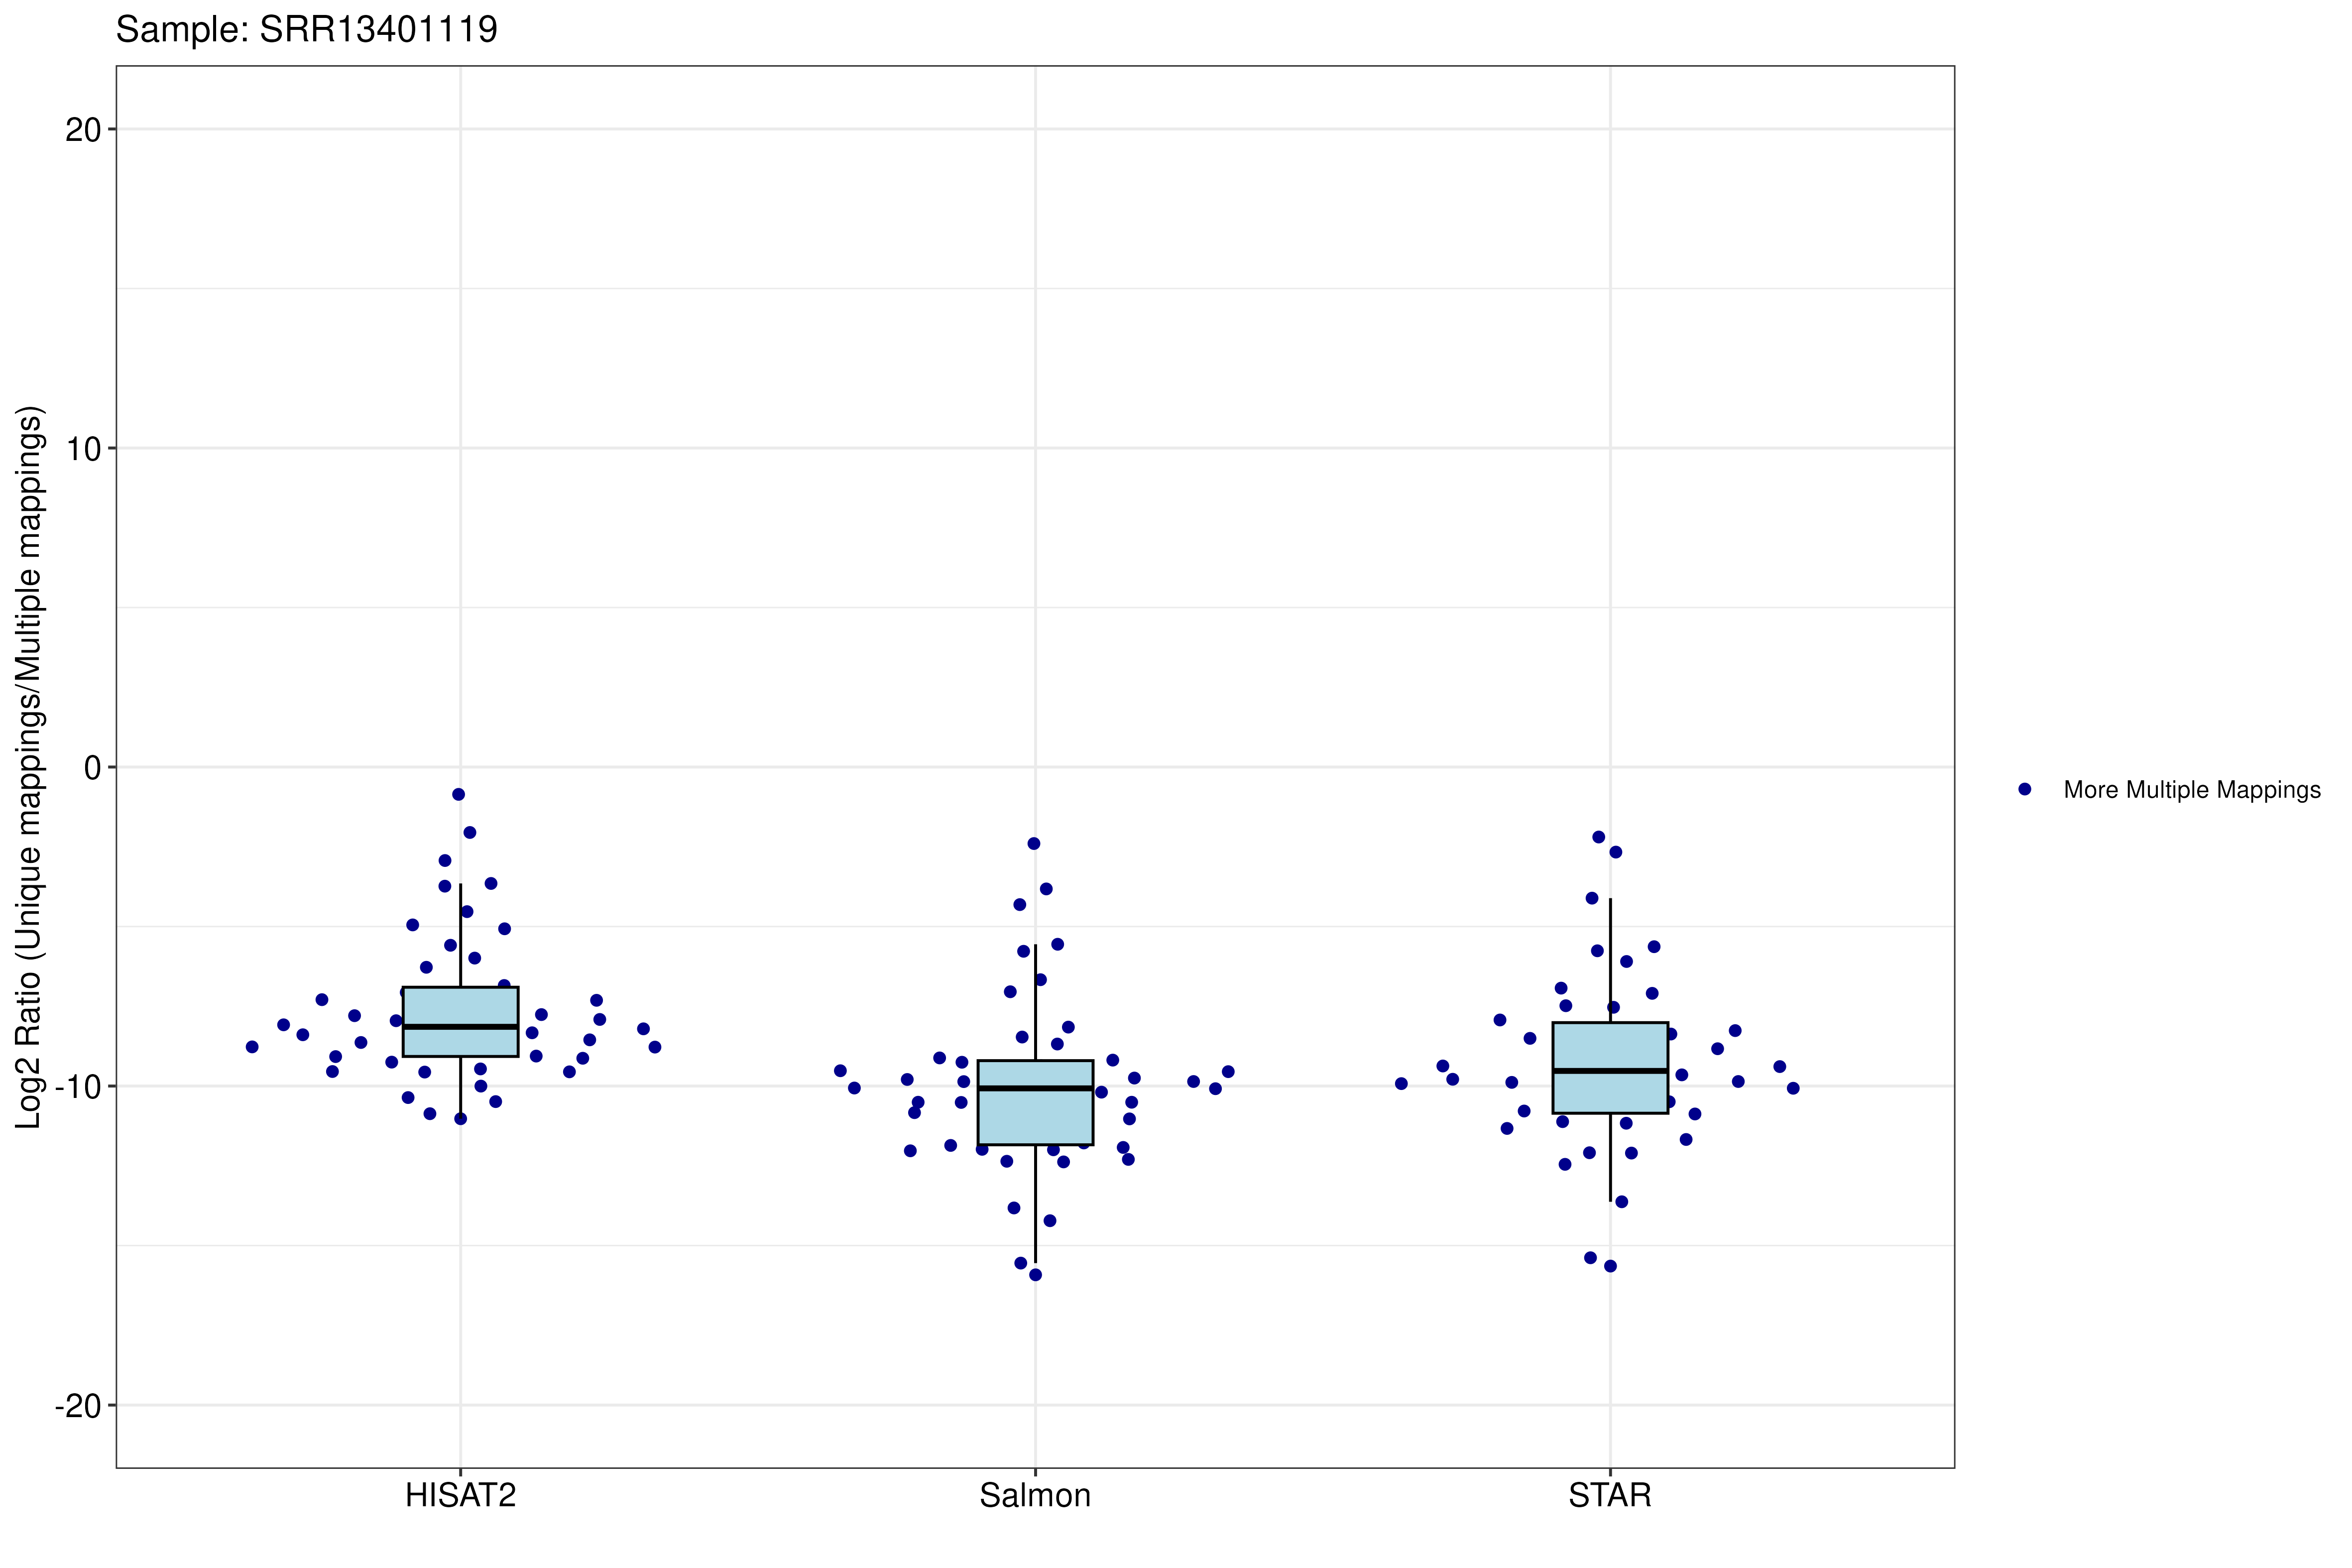 Sample: SRR13401119
Log2 Ratio (Unique mappings/Multiple mappings)
20
10
0
-10
-20
HISAT2
Salmon
STAR
More Multiple Mappings